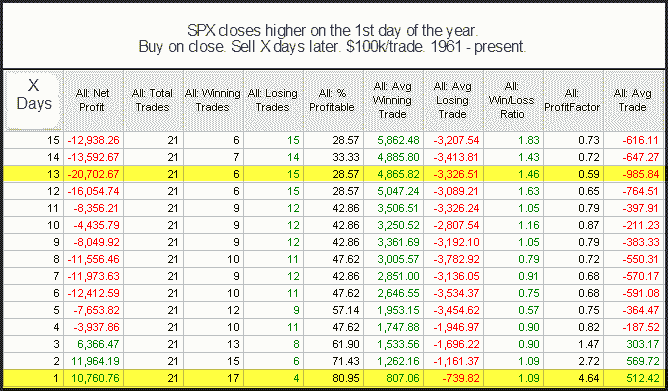 SPX closes higher on the 1st day of the year.
Buy on close. Sell X days later. $100k/trade. 1961 - present.
X Days All: Net Profit All: Total Trades All: Winning Trades All: Losing Trades All: % Profitable All: Avg Winning Trade All: Avg Losing Trade All: Win/Loss Ratio All: ProfitFactor All: Avg Trade
15 -12,938.26 21 6 15 28.57 5,862.48 -3,207.54 1.83 0.73 -616.11
14 -13,592.67 21 7 14 33.33 4,885.80 -3,413.81 1.43 0.72 -647.27
13 -20,702.67 21 6 15 28.57 4,865.82 -3,326.51 1.46 0.59 -985.84
12 -16,054.74 21 6 15 28.57 5,047.24 -3,089.21 1.63 0.65 -764.51
11 -8,356.21 21 9 12 42.86 3,506.51 -3,326.24 1.05 0.79 -397.91
10 -4,435.79 21 9 12 42.86 3,250.52 -2,807.54 1.16 0.87 -211.23
9 -8,049.92 21 9 12 42.86 3,361.69 -3,192.10 1.05 0.79 -383.33
8 -11,556.46 21 10 11 47.62 3,005.57 -3,782.92 0.79 0.72 -550.31
7 -11,973.63 21 9 12 42.86 2,851.00 -3,136.05 0.91 0.68 -570.17
6 -12,412.59 21 10 11 47.62 2,646.55 -3,534.37 0.75 0.68 -591.08
5 -7,653.82 21 12 9 57.14 1,953.15 -3,454.62 0.57 0.75 -364.47
4 -3,937.86 21 10 11 47.62 1,747.88 -1,946.97 0.90 0.82 -187.52
3 6,366.47 21 13 8 61.90 1,533.56 -1,696.22 0.90 1.47 303.17
2 11,964.19 21 15 6 71.43 1,262.16 -1,161.37 1.09 2.72 569.72
1 10,760.76 21 17 4 80.95 807.06 -739.82 1.09 4.64 512.42